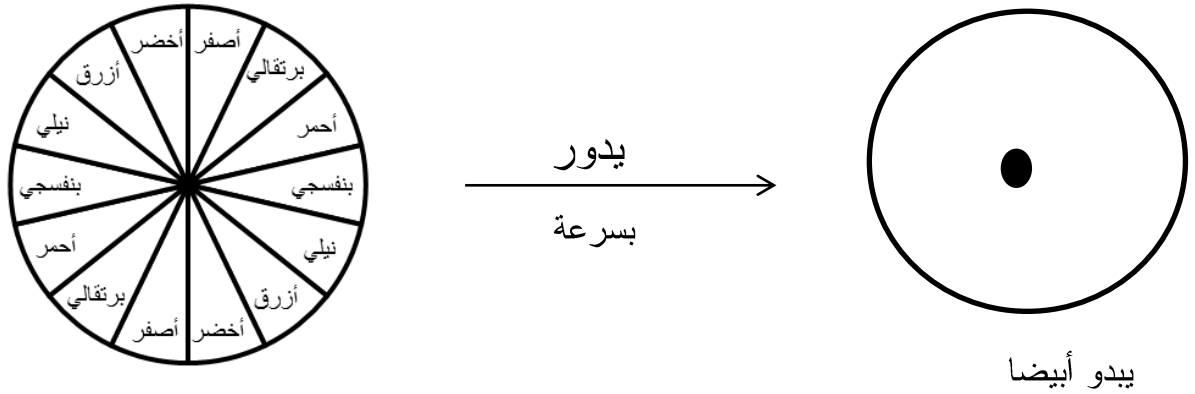 أصفر
برتقالي
أحمر
بنفسجي
نيلي
أزرق
أخضر
أصفر
برتقالي
أحمر
بنفسجي
نيلي
أزرق
أخضر
يدور
بسرعة
يبدو أبيضا